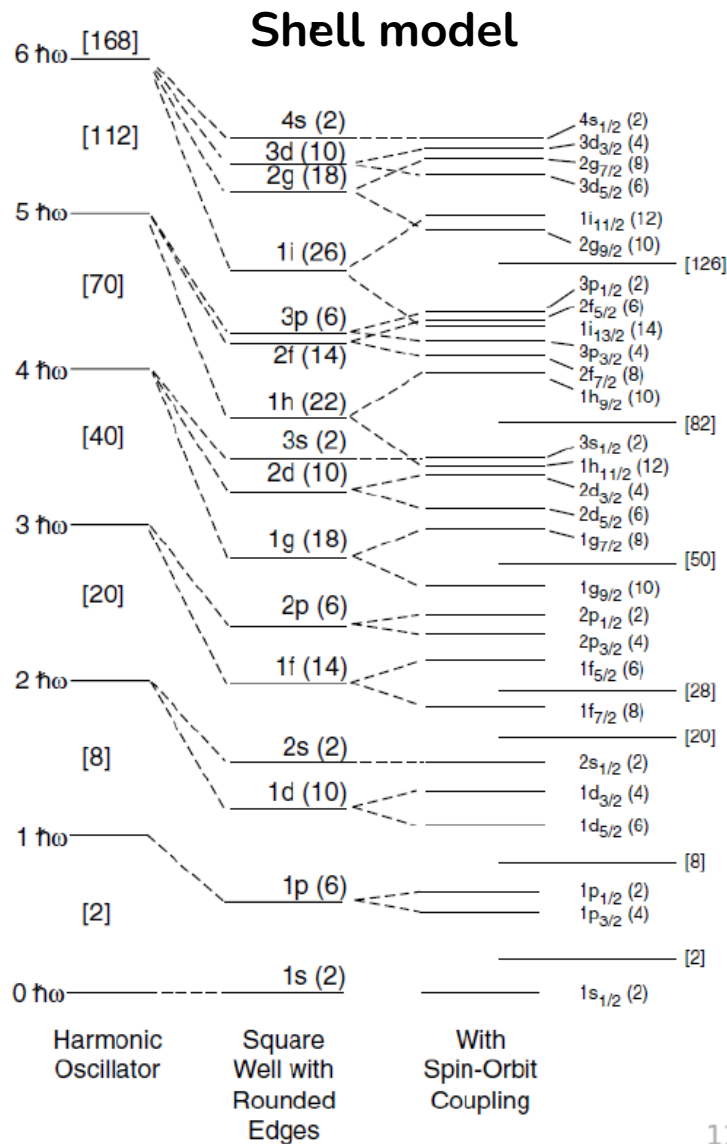 Shell model
6 ħω
[168]
[112]
5 ħω
[70]
4 ħω
[40]
3 ħω
[20]
2 ħω
[8]
1 ħω
[2]
0 ħω
4s (2)
3d (10)
2g (18)
1i (26)
3p (6)
2f (14)
1h (22)
3s (2)
2d (10)
1g (18)
2p (6)
1f (14)
2s (2)
1d (10)
1p (6)
1s (2)
4s1/2 (2)
3d3/2 (4)
2g7/2 (8)
3d5/2 (6)
1i11/2 (12)
2g9/2 (10)
[126]
3p1/2 (2)
2f5/2 (6)
1i13/2 (14)
3p3/2 (4)
2f7/2 (8)
1h9/2 (10)
[82]
3s1/2 (2)
1h11/2 (12)
2d3/2 (4)
2d5/2 (6)
1g7/2 (8)
[50]
1g9/2 (10)
2p1/2 (2)
2p3/2 (4)
1f5/2 (6)
[28]
1f7/2 (8)
[20]
2s1/2 (2)
1d3/2 (4)
1d5/2 (6)
[8]
1p1/2 (2)
1p3/2 (4)
[2]
1s1/2 (2)
Harmonic
Oscillator
Square
Well with
Rounded
Edges
With
Spin-Orbit
Coupling